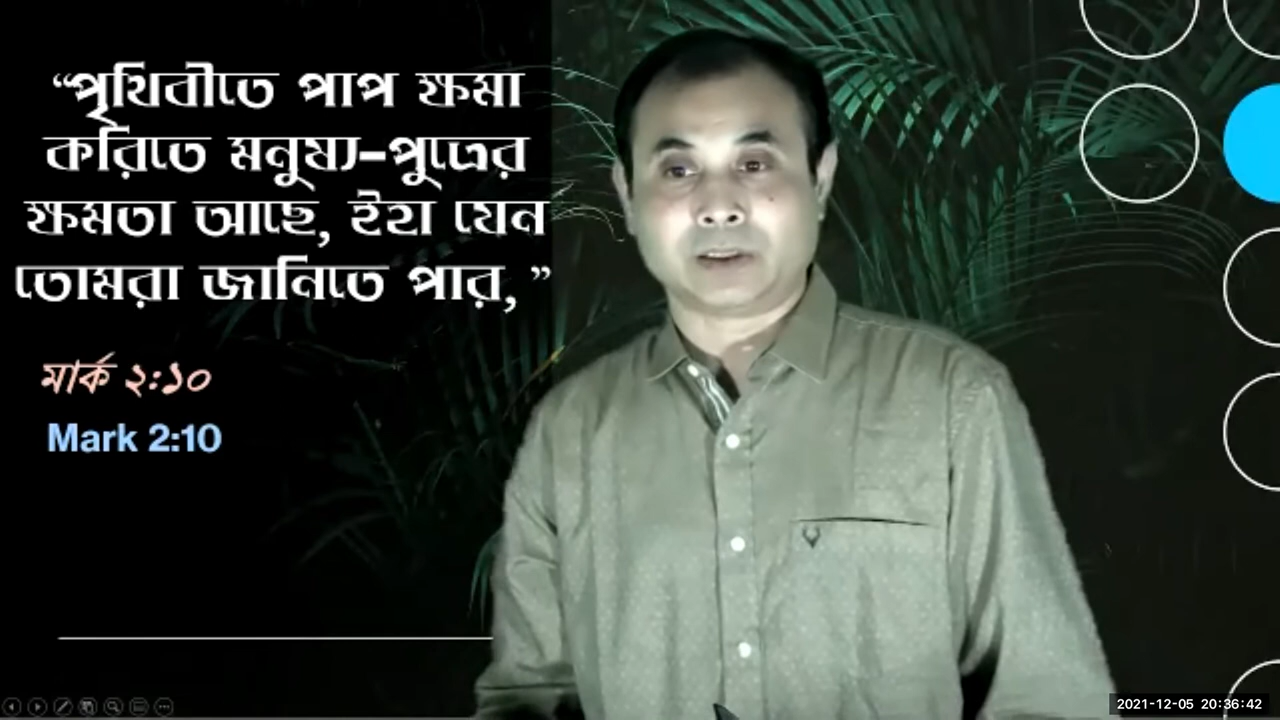 “পৃথিবীতে পাপ ক্ষমা
করিতে মনুষ্য-পুত্রের
ক্ষমতা আছে, ইহা যেন
তোমরা জানিতে পার, ”
মার্ক ২:১০
Mark 2:10
2021-12-05 20:36:42